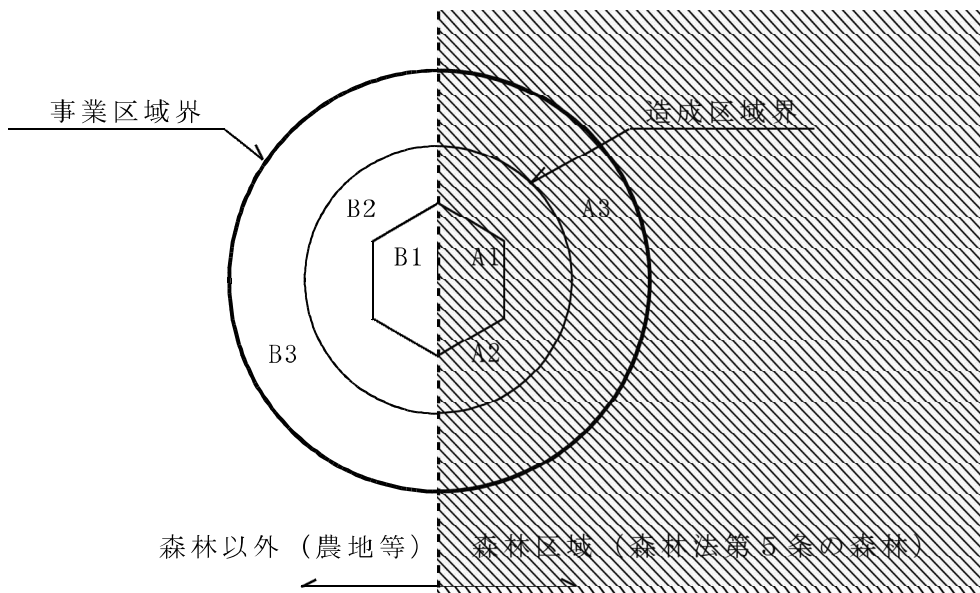 事業区域界
造成区域界
B2
A3
B1
A1
B3
A2
森林以外（農地等）
森林区域（森林法第５条の森林）